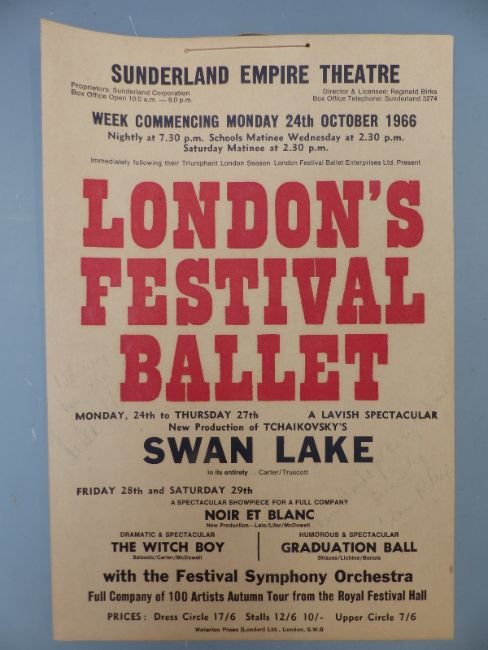 SUNDERLAND EMPIRE THEATRE
Proprietors: Sunderland Corporation
Box Office Open 10.0 a.m. — 9.0 p.m.
Director & Licensee: Reginald Birks
Box Office Telephone: Sunderland 3274
WEEK COMMENCING MONDAY 24th OCTOBER 1966
Nightly at 7.30 p.m. Schools Matinee Wednesday at 2.30 p.m.
Saturday Matinee at 2.30 p.m.
Immediately following their Triumphant London Season London Festival Ballet Enterprises Ltd. Present
LONDON'S
FESTIVAL
BALLET
MONDAY, 24th to THURSDAY 27th A LAVISH SPECTACULAR
New Production of TCHAIKOVSKY'S
SWAN LAKE
in its entirety .. Carter/Truscott
FRIDAY 28th and SATURDAY 29th
A SPECTACULAR SHOWPIECE FOR A FULL COMPANY
NOIR ET BLANC
New Production—Lalo/Lifar/McDowell
DRAMATIC & SPECTACULAR
THE WITCH BOY
Salzedo/Carter/McDowell
HUMOROUS & SPECTACULAR
GRADUATION BALL
Strauss/Lichine/Benois
with the Festival Symphony Orchestra
Full Company of 100 Artists Autumn Tour from the Royal Festival Hall
PRICES: Dress Circle 17/6 Stalls 12/6 10/- Upper Circle 7/6
Waterlow Press (London) Ltd., London, S.W.8